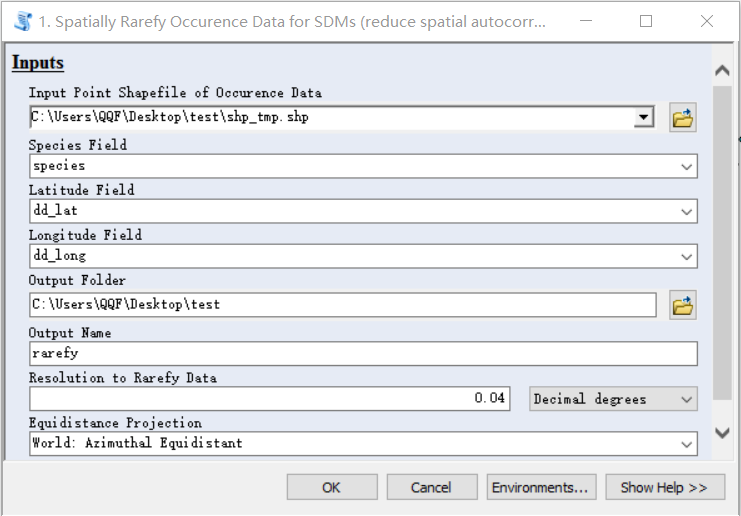 1. Spatially Rarefy Occurence Data for SDMs (reduce spatial autocorr...
Inputs
Input Point Shapefile of Occurence Data
C:\Users\QQF\Desktop\test\shp_tmp.shp
Species Field
species
Latitude Field
dd_lat
Longitude Field
dd_long
Output Folder
C:\Users\QQF\Desktop\test
Output Name
rarefy
Resolution to Rarefy Data
0.04 Decimal degrees
Equidistance Projection
World: Azimuthal Equidistant
OK Cancel Environments... Show Help >>